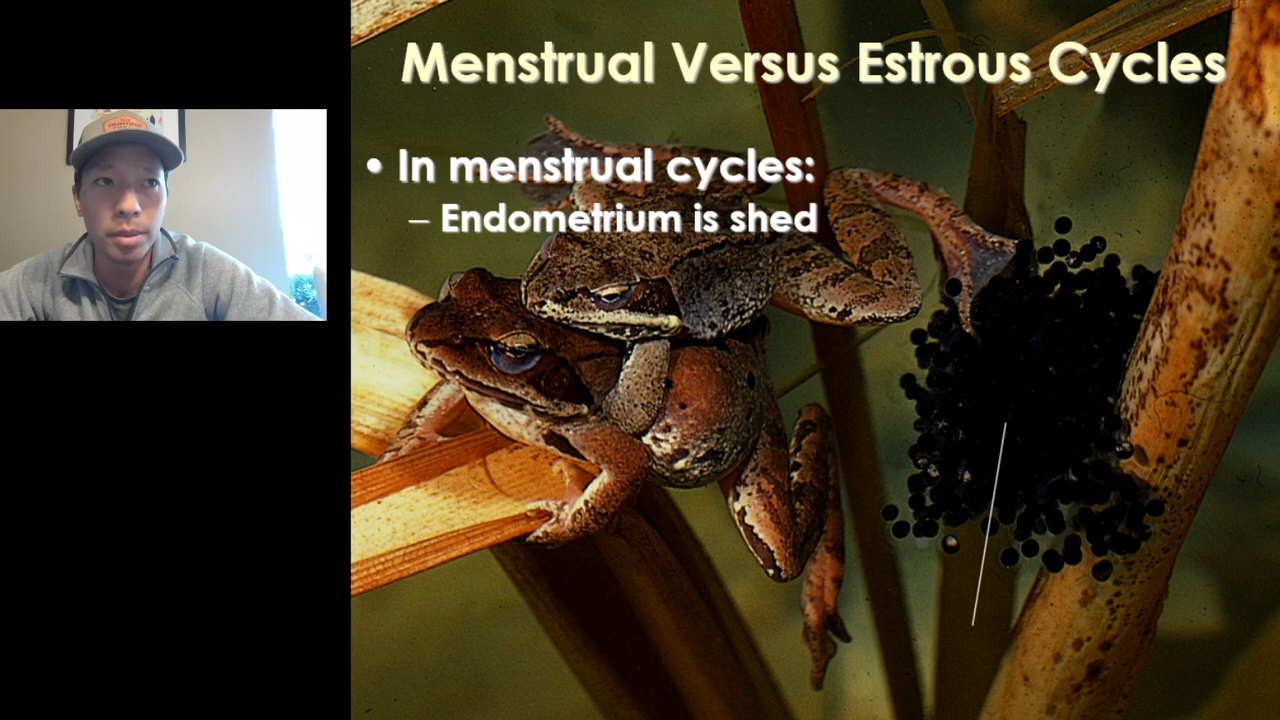 Menstrual Versus Estrous Cycles
• In menstrual cycles:
– Endometrium is shed